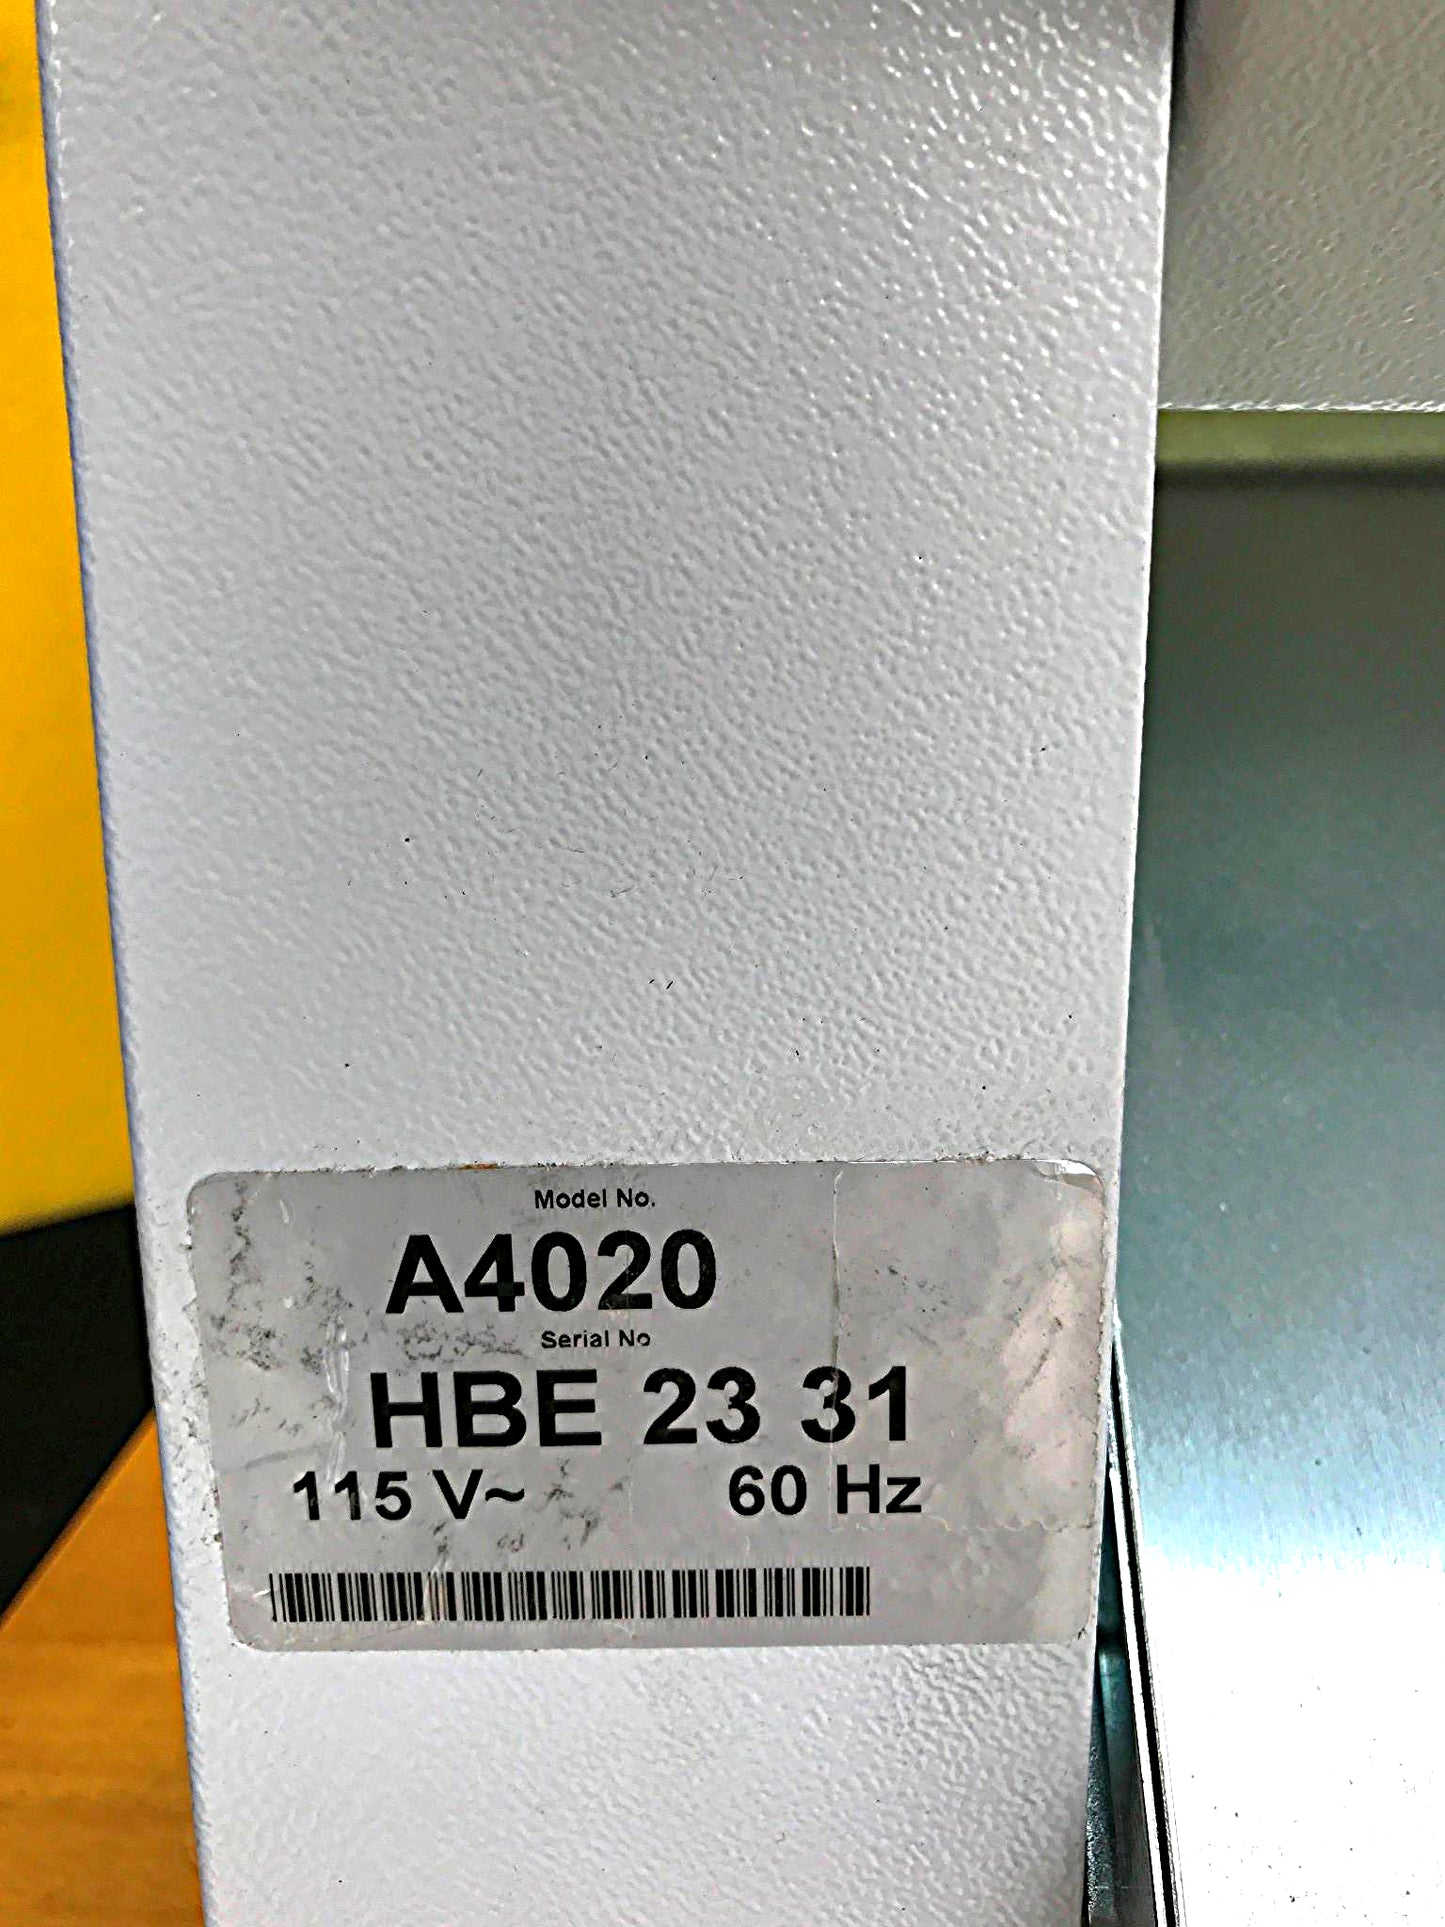 Model No.
A4020
Serial No
HBE 23 31
115 V~ 60 Hz